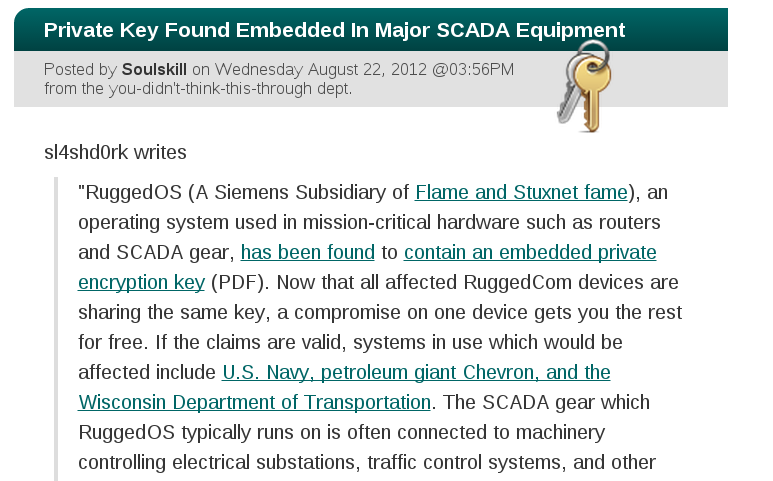 Private Key Found Embedded In Major SCADA Equipment
Posted by Soulskill on Wednesday August 22, 2012 @03:56PM
from the you-didn't-think-this-through dept.
sl4shd0rk writes
"RuggedOS (A Siemens Subsidiary of Flame and Stuxnet fame), an
operating system used in mission-critical hardware such as routers
and SCADA gear, has been found to contain an embedded private
encryption key (PDF). Now that all affected RuggedCom devices are
sharing the same key, a compromise on one device gets you the rest
for free. If the claims are valid, systems in use which would be
affected include U.S. Navy, petroleum giant Chevron, and the
Wisconsin Department of Transportation. The SCADA gear which
RuggedOS typically runs on is often connected to machinery
controlling electrical substations, traffic control systems, and other